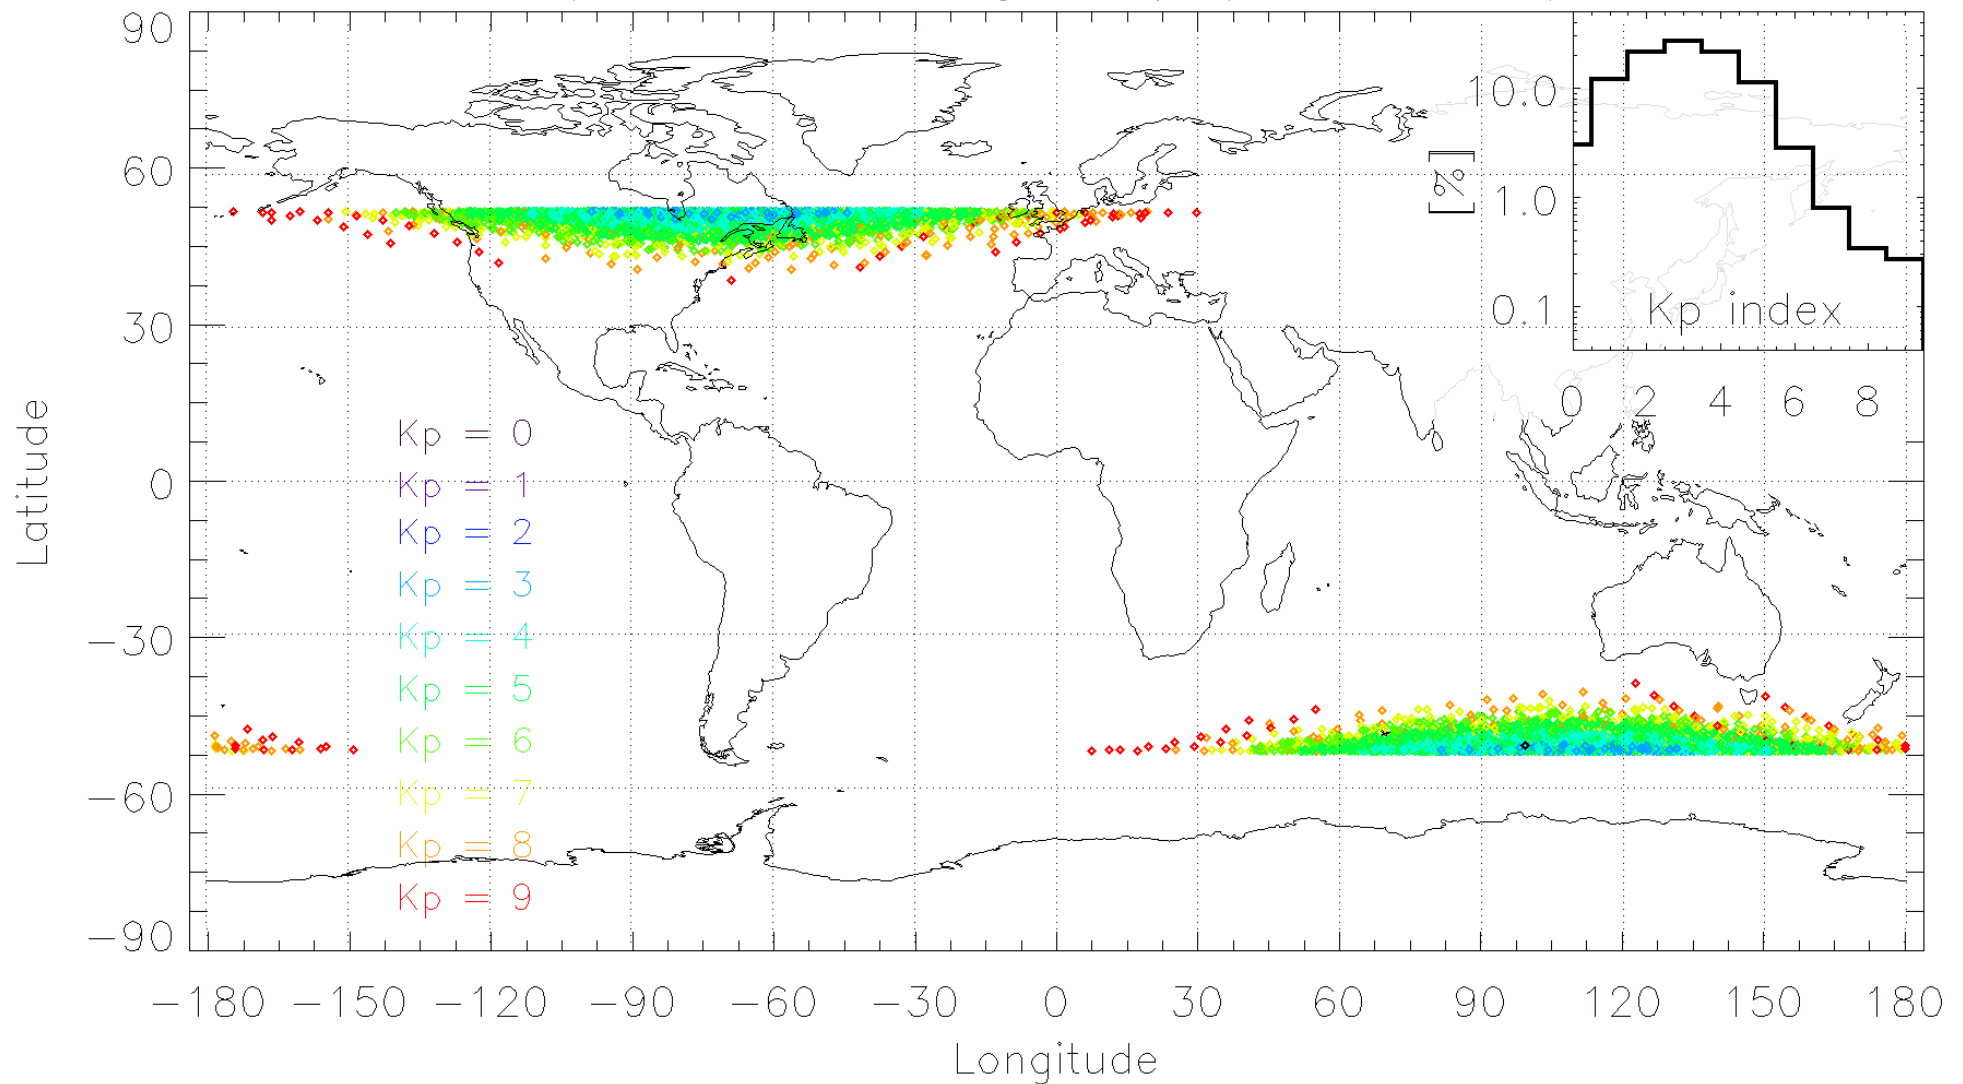 90
60
30
0
−30
−60
−90
Latitude
−180 −150 −120 −90 −60 −30 0 30 60 90 120 150 180
Longitude
Kp = 0
Kp = 1
Kp = 2
Kp = 3
Kp = 4
Kp = 5
Kp = 6
Kp = 7
Kp = 8
Kp = 9
[%]
10.0
1.0
0.1
Kp index
0 2 4 6 8